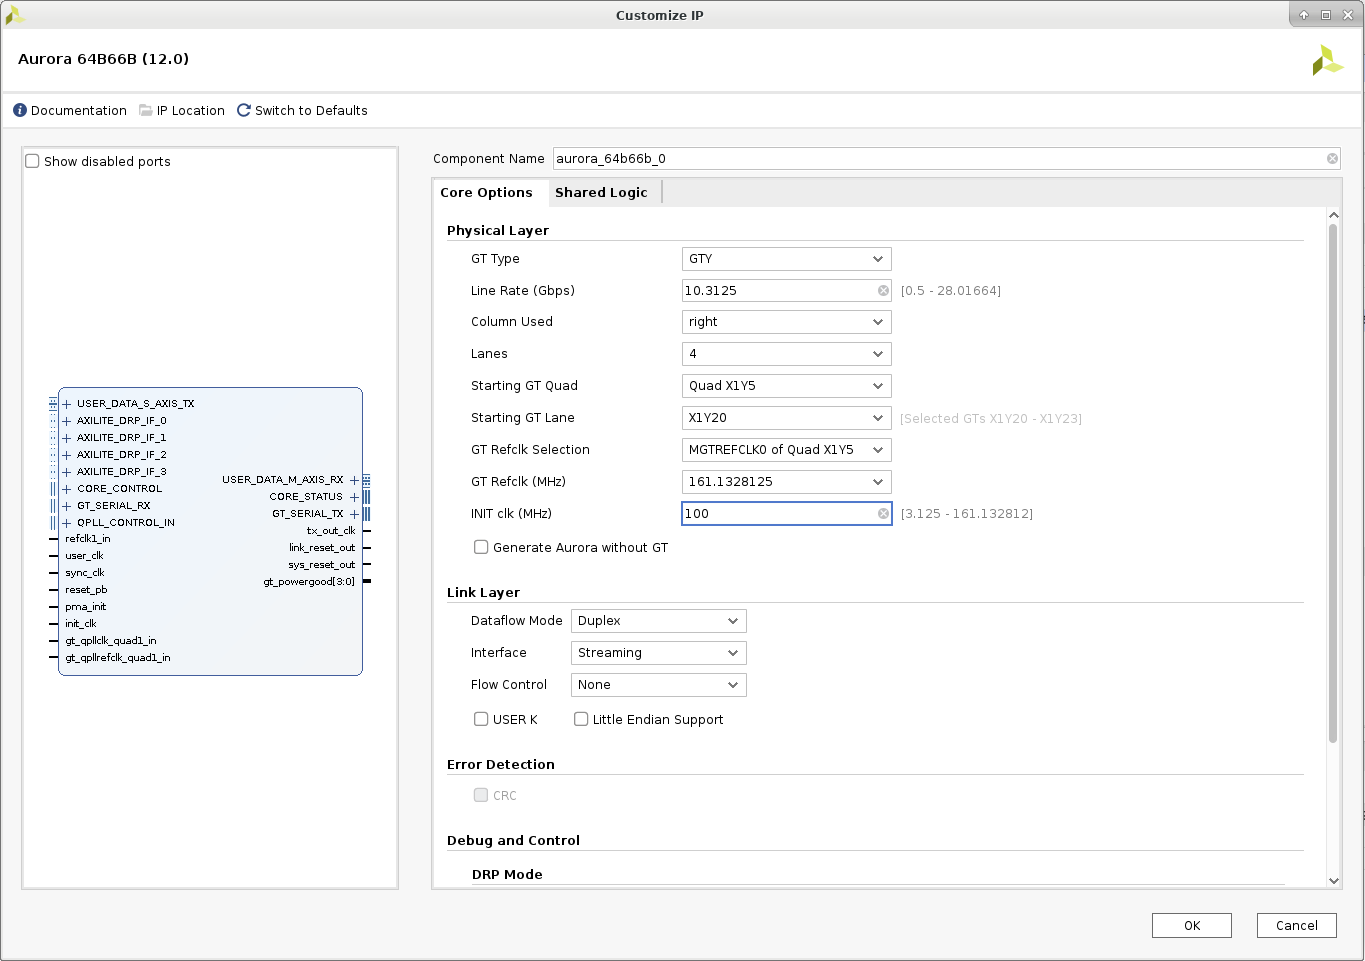 Customize IP
Aurora 64B66B (12.0)
Documentation IP Location Switch to Defaults
Show disabled ports
USER_DATA_S_AXIS_TX
AXILITE_DRP_IF_0
AXILITE_DRP_IF_1
AXILITE_DRP_IF_2
AXILITE_DRP_IF_3
CORE_CONTROL
GT_SERIAL_RX
QPLL_CONTROL_IN
refclk1_in
user_clk
sync_clk
reset_pb
pma_init
init_clk
gt_qpllclk_quad1_in
gt_qpllrefclk_quad1_in
USER_DATA_M_AXIS_RX
CORE_STATUS
GT_SERIAL_TX
tx_out_clk
link_reset_out
sys_reset_out
gt_powergood[3:0]
Component Name aurora_64b66b_0
Core Options Shared Logic
Physical Layer
GT Type GTY
Line Rate (Gbps) 10.3125 [0.5 - 28.01664]
Column Used right
Lanes 4
Starting GT Quad Quad X1Y5
Starting GT Lane X1Y20 [Selected GTs X1Y20 - X1Y23]
GT Refclk Selection MGTREFCLK0 of Quad X1Y5
GT Refclk (MHz) 161.1328125
INIT clk (MHz) 100 [3.125 - 161.132812]
Generate Aurora without GT
Link Layer
Dataflow Mode Duplex
Interface Streaming
Flow Control None
USER K Little Endian Support
Error Detection
CRC
Debug and Control
DRP Mode
OK Cancel